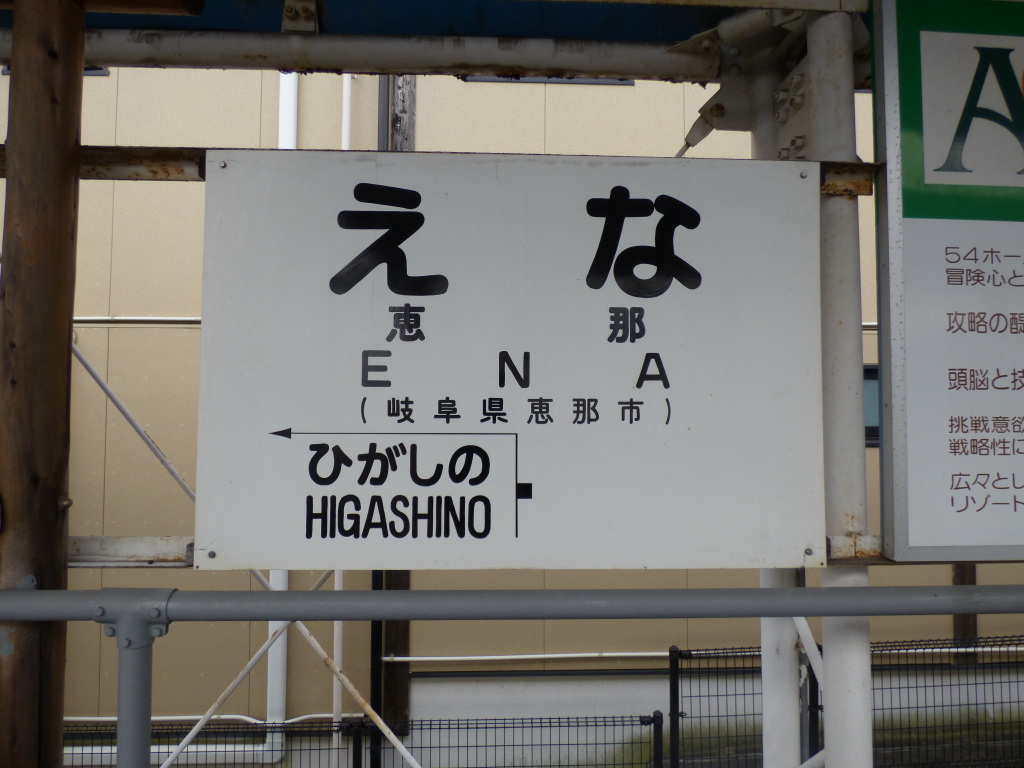 えな
恵那
ENA
(岐阜県恵那市)
ひがしの
HIGASHINO
A
54ホー
冒険心と
攻略の醍
頭脳と技
挑戦意欲
戦略性に
広々とし
リゾート